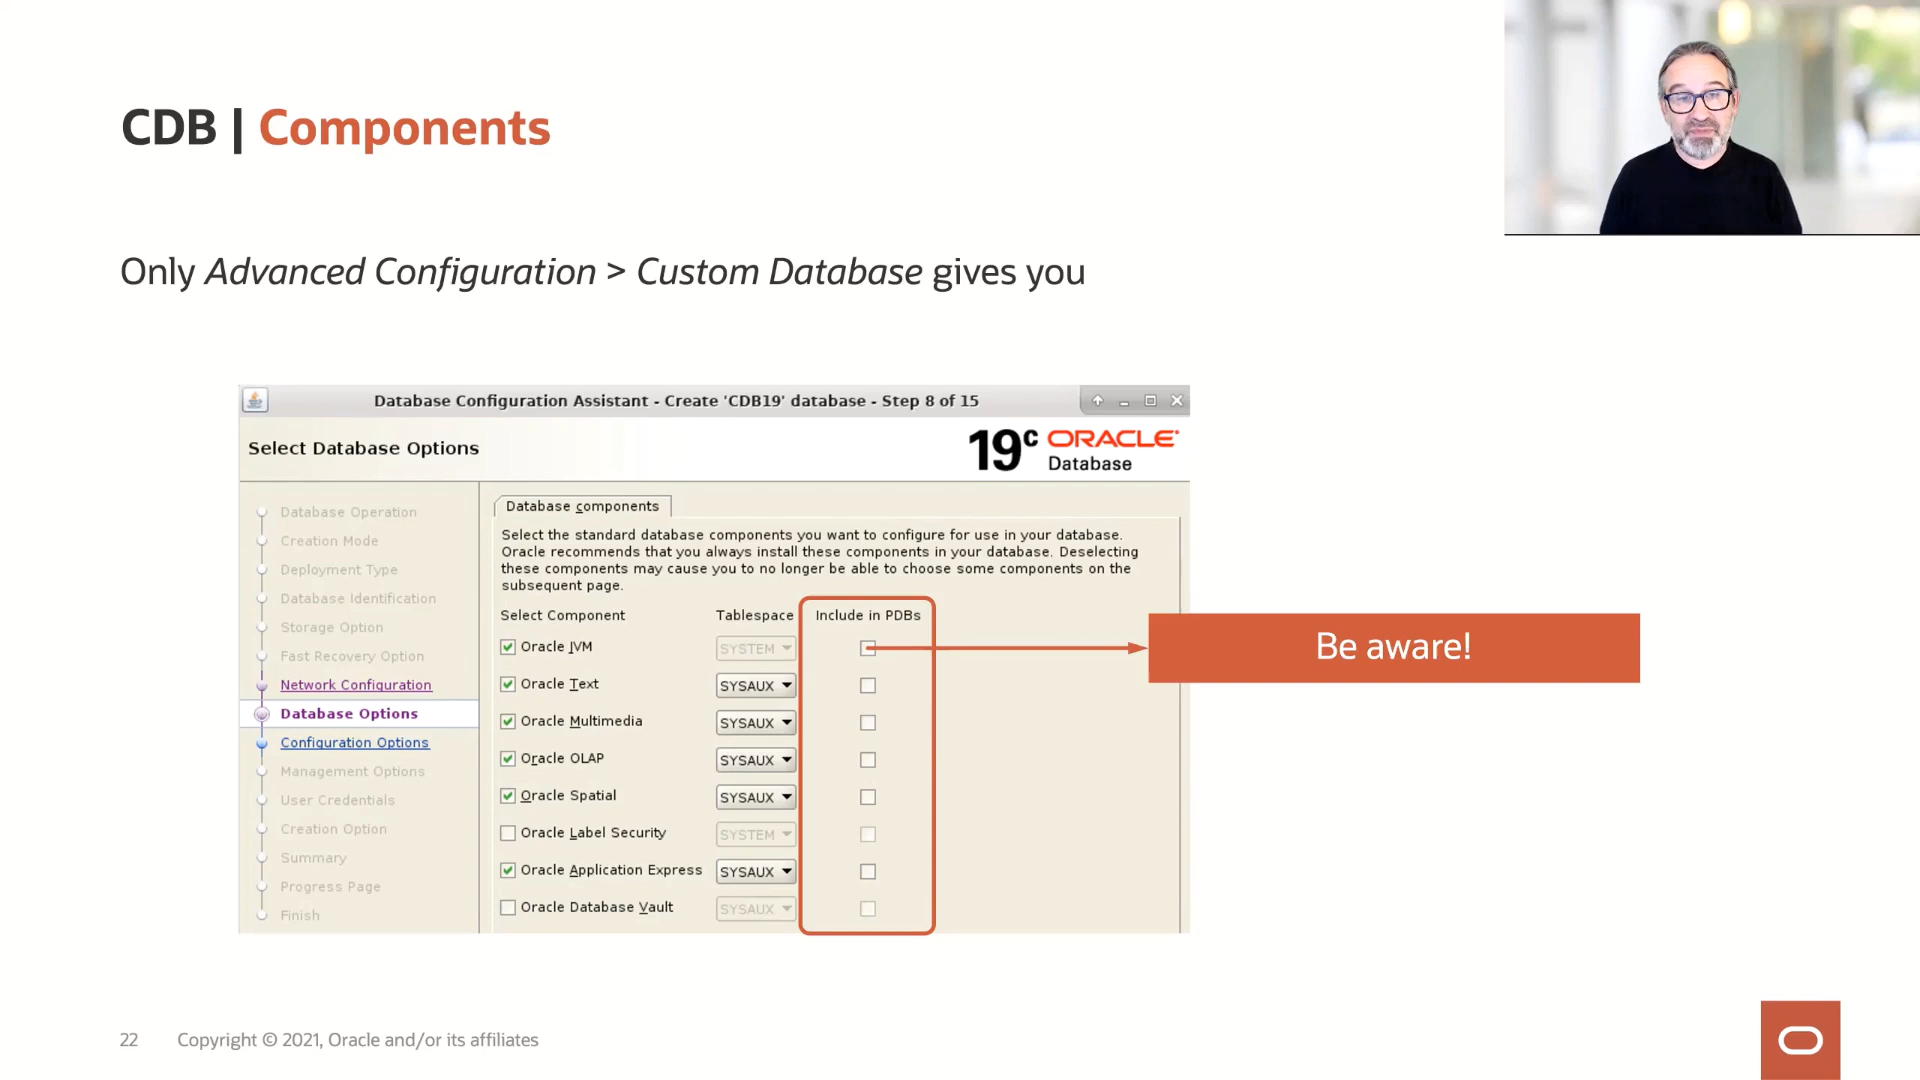 CDB | Components
Only Advanced Configuration > Custom Database gives you
Database Configuration Assistant - Create 'CDB19' database - Step 8 of 15
Select Database Options
19c ORACLE
Database
Database Operation
Creation Mode
Deployment Type
Database Identification
Storage Option
Fast Recovery Option
Network Configuration
Database Options
Configuration Options
Management Options
User Credentials
Creation Option
Summary
Progress Page
Finish
Database components
Select the standard database components you want to configure for use in your database.
Oracle recommends that you always install these components in your database. Deselecting
these components may cause you to no longer be able to choose some components on the
subsequent page.
Select Component Tablespace Include in PDBs
Oracle JVM SYSTEM
Oracle Text SYSAUX
Oracle Multimedia SYSAUX
Oracle OLAP SYSAUX
Oracle Spatial SYSAUX
Oracle Label Security SYSTEM
Oracle Application Express SYSAUX
Oracle Database Vault SYSAUX
Be aware!
22 Copyright © 2021, Oracle and/or its affiliates